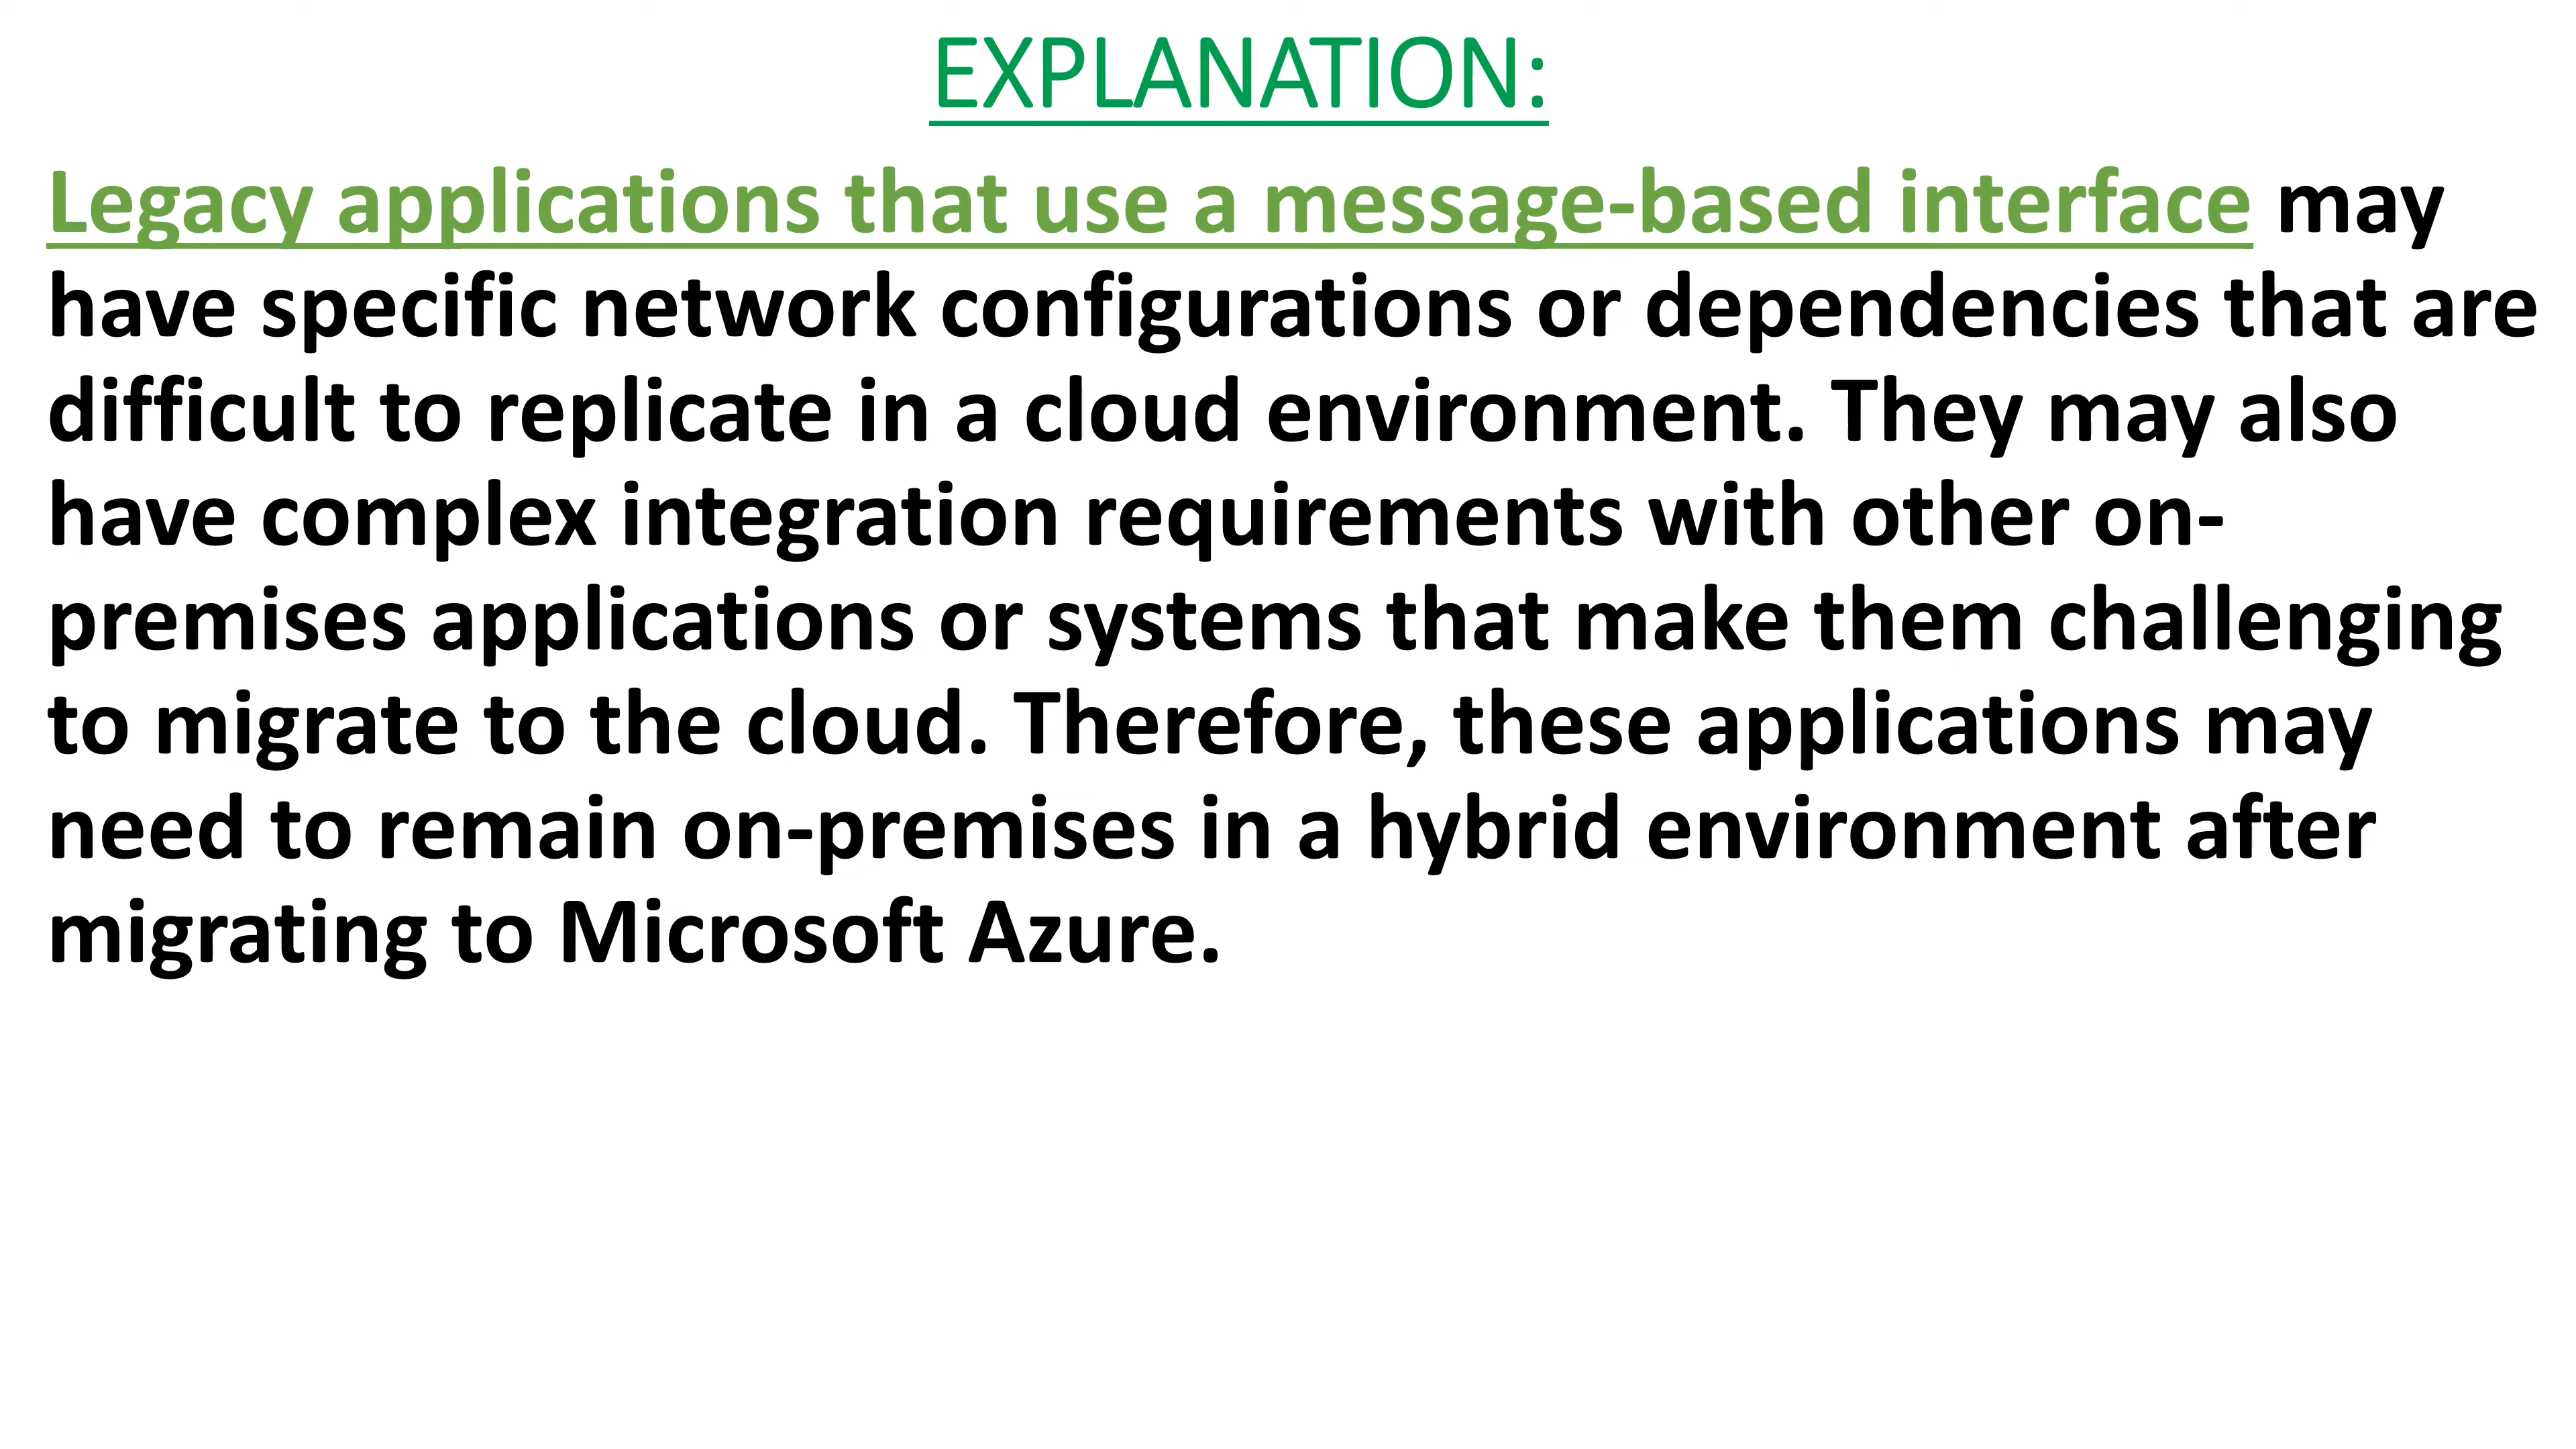 EXPLANATION:
Legacy applications that use a message-based interface may
have specific network configurations or dependencies that are
difficult to replicate in a cloud environment. They may also
have complex integration requirements with other on-
premises applications or systems that make them challenging
to migrate to the cloud. Therefore, these applications may
need to remain on-premises in a hybrid environment after
migrating to Microsoft Azure.